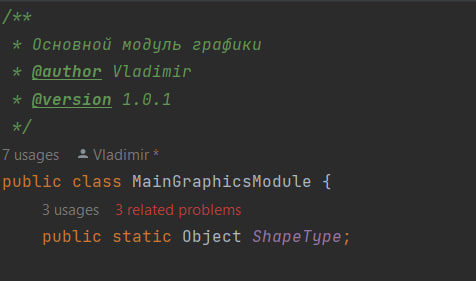 /**
* Основной модуль графики
* @author Vladimir
* @version 1.0.1
*/
7 usages Vladimir *
public class MainGraphicsModule {
3 usages 3 related problems
public static Object ShapeType;